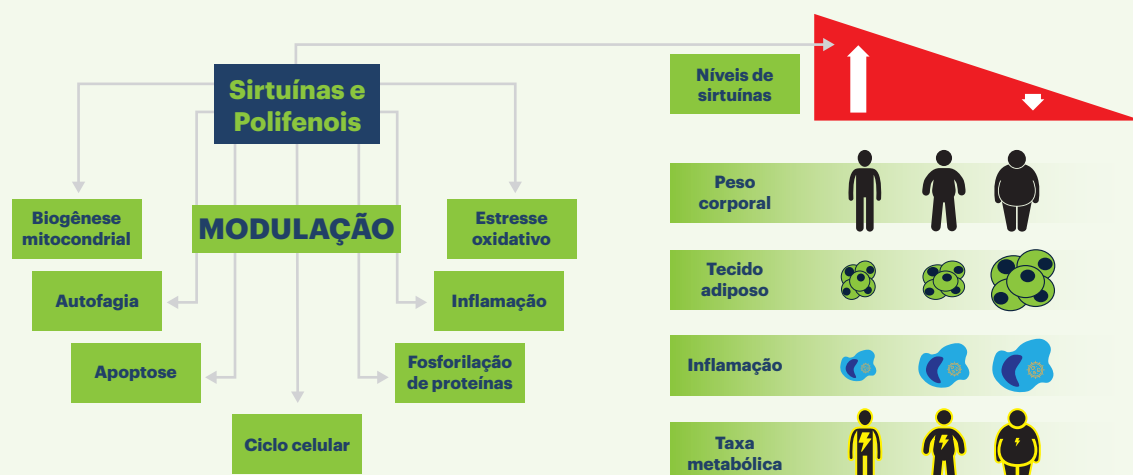 Sirtuínas e
Polifenois
MODULAÇÃO
Biogênese
mitocondrial
Autofagia
Apoptose
Ciclo celular
Estresse
oxidativo
Inflamação
Fosforilação
de proteínas
Níveis de
sirtuínas
Peso
corporal
Tecido
adiposo
Inflamação
Taxa
metabólica